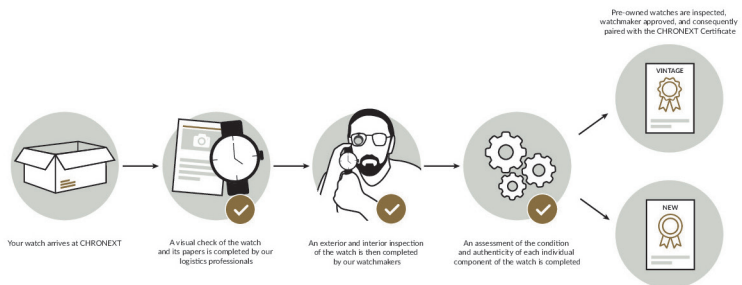 Pre-owned watches are inspected,
watchmaker approved, and consequently
paired with the CHRONEXT Certificate
VINTAGE
NEW
Your watch arrives at CHRONEXT
A visual check of the watch
and its papers is completed by our
logistics professionals
An exterior and interior inspection
of the watch is then completed
by our watchmakers
An assessment of the condition
and authenticity of each individual
component of the watch is completed